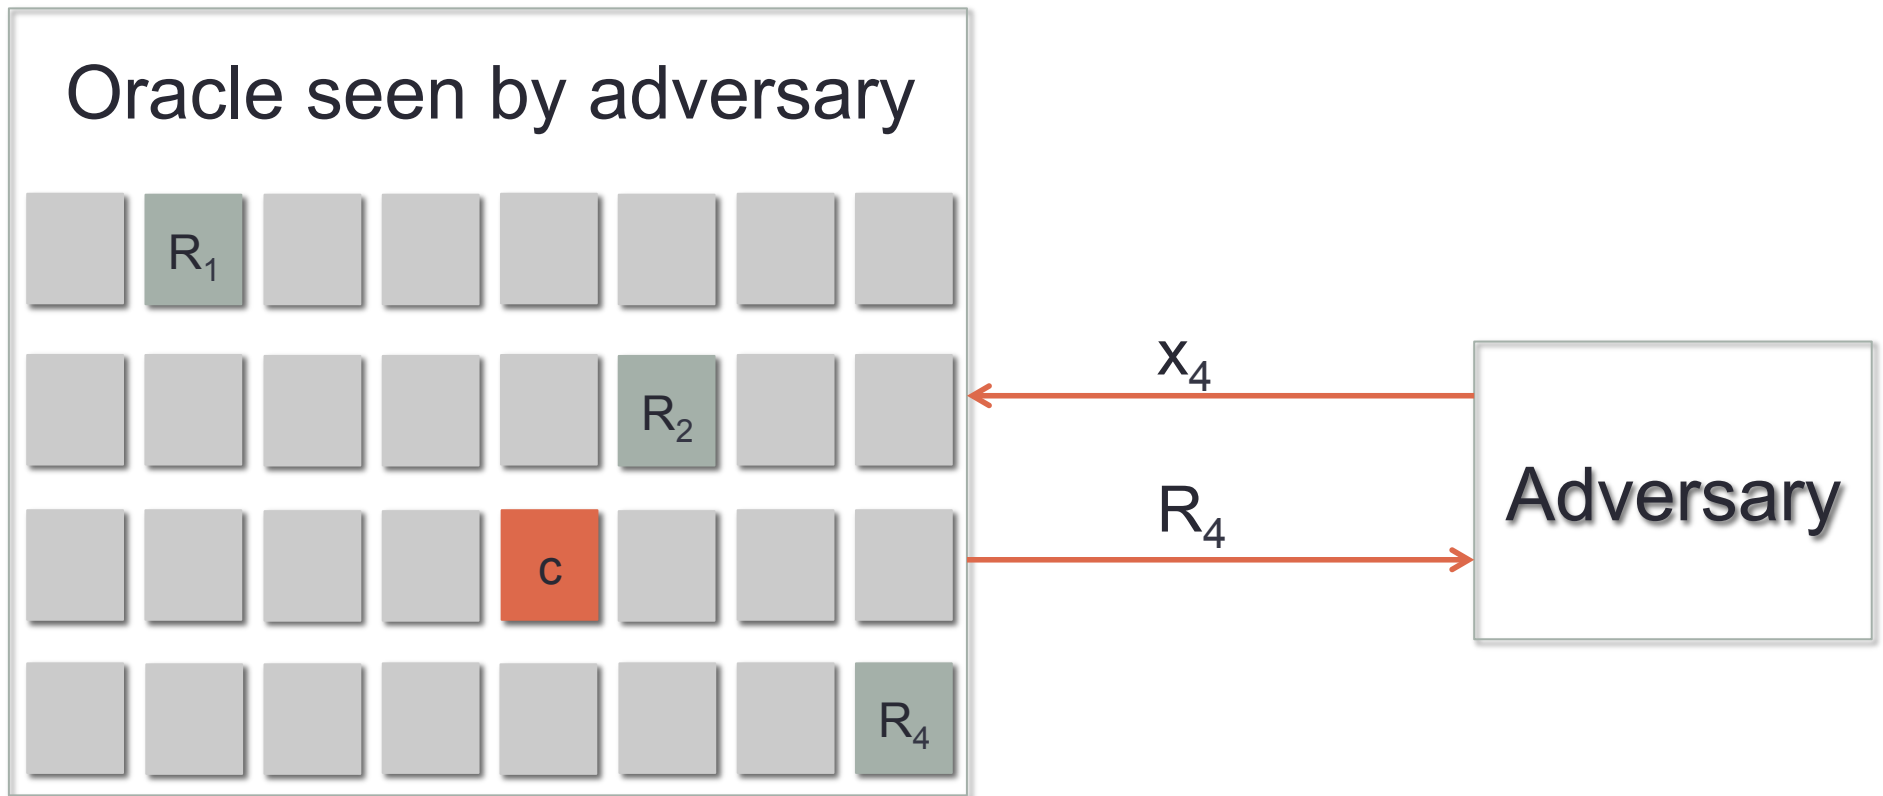 Oracle seen by adversary
R₁
x₄
R₂
R₄
Adversary
c
R₄